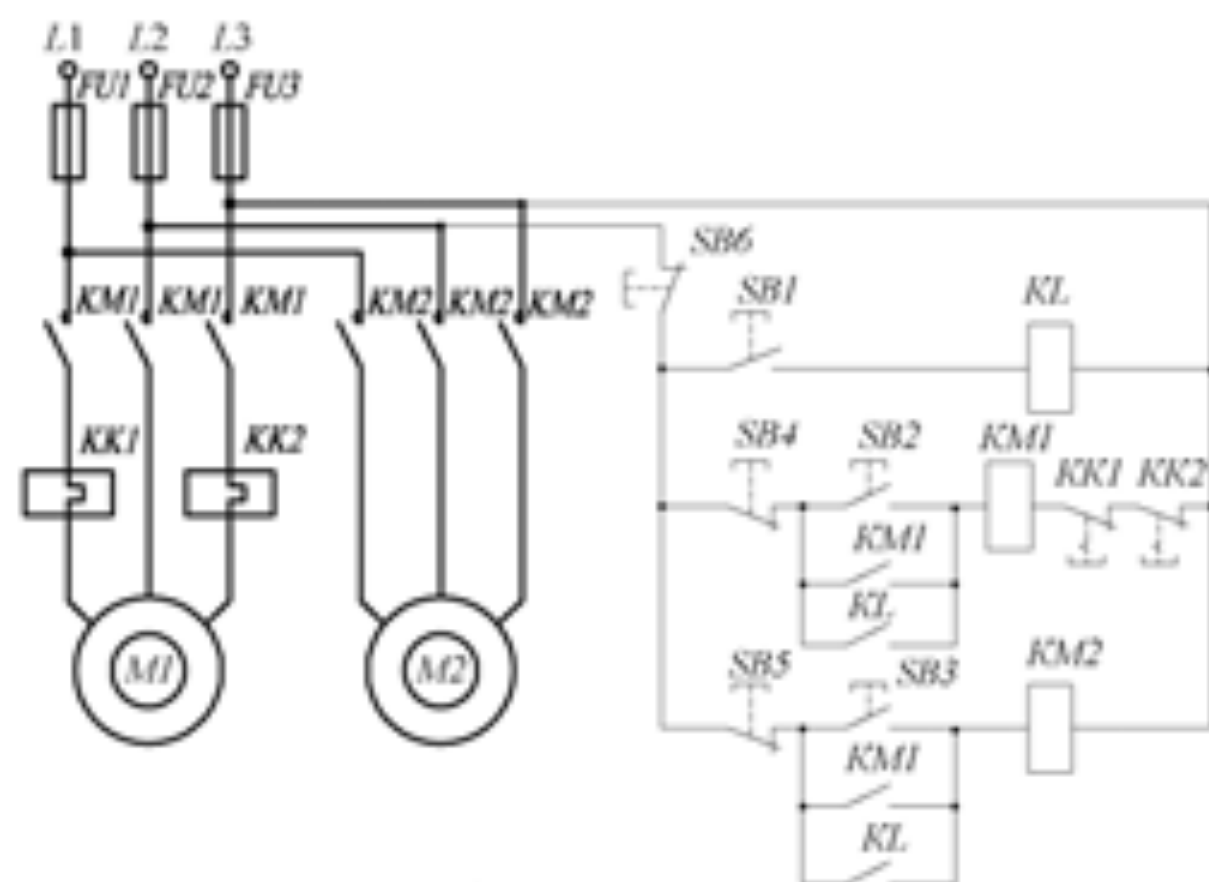 L1 L2 L3
FU1 FU2 FU3
SB6
SB1 KL
KM1 KM1 KM1 KM2 KM2 KM2
KK1 KK2
SB4 SB2 KM1 KK1 KK2
KM1
KL
M1 M2
SB5 SB3 KM2
KM1
KL